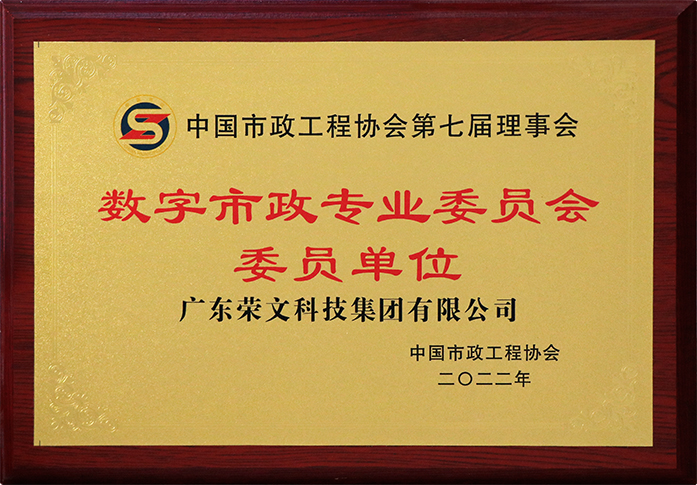 中国市政工程协会第七届理事会
数字市政专业委员会
委员单位
广东荣文科技集团有限公司
中国市政工程协会
二〇二二年